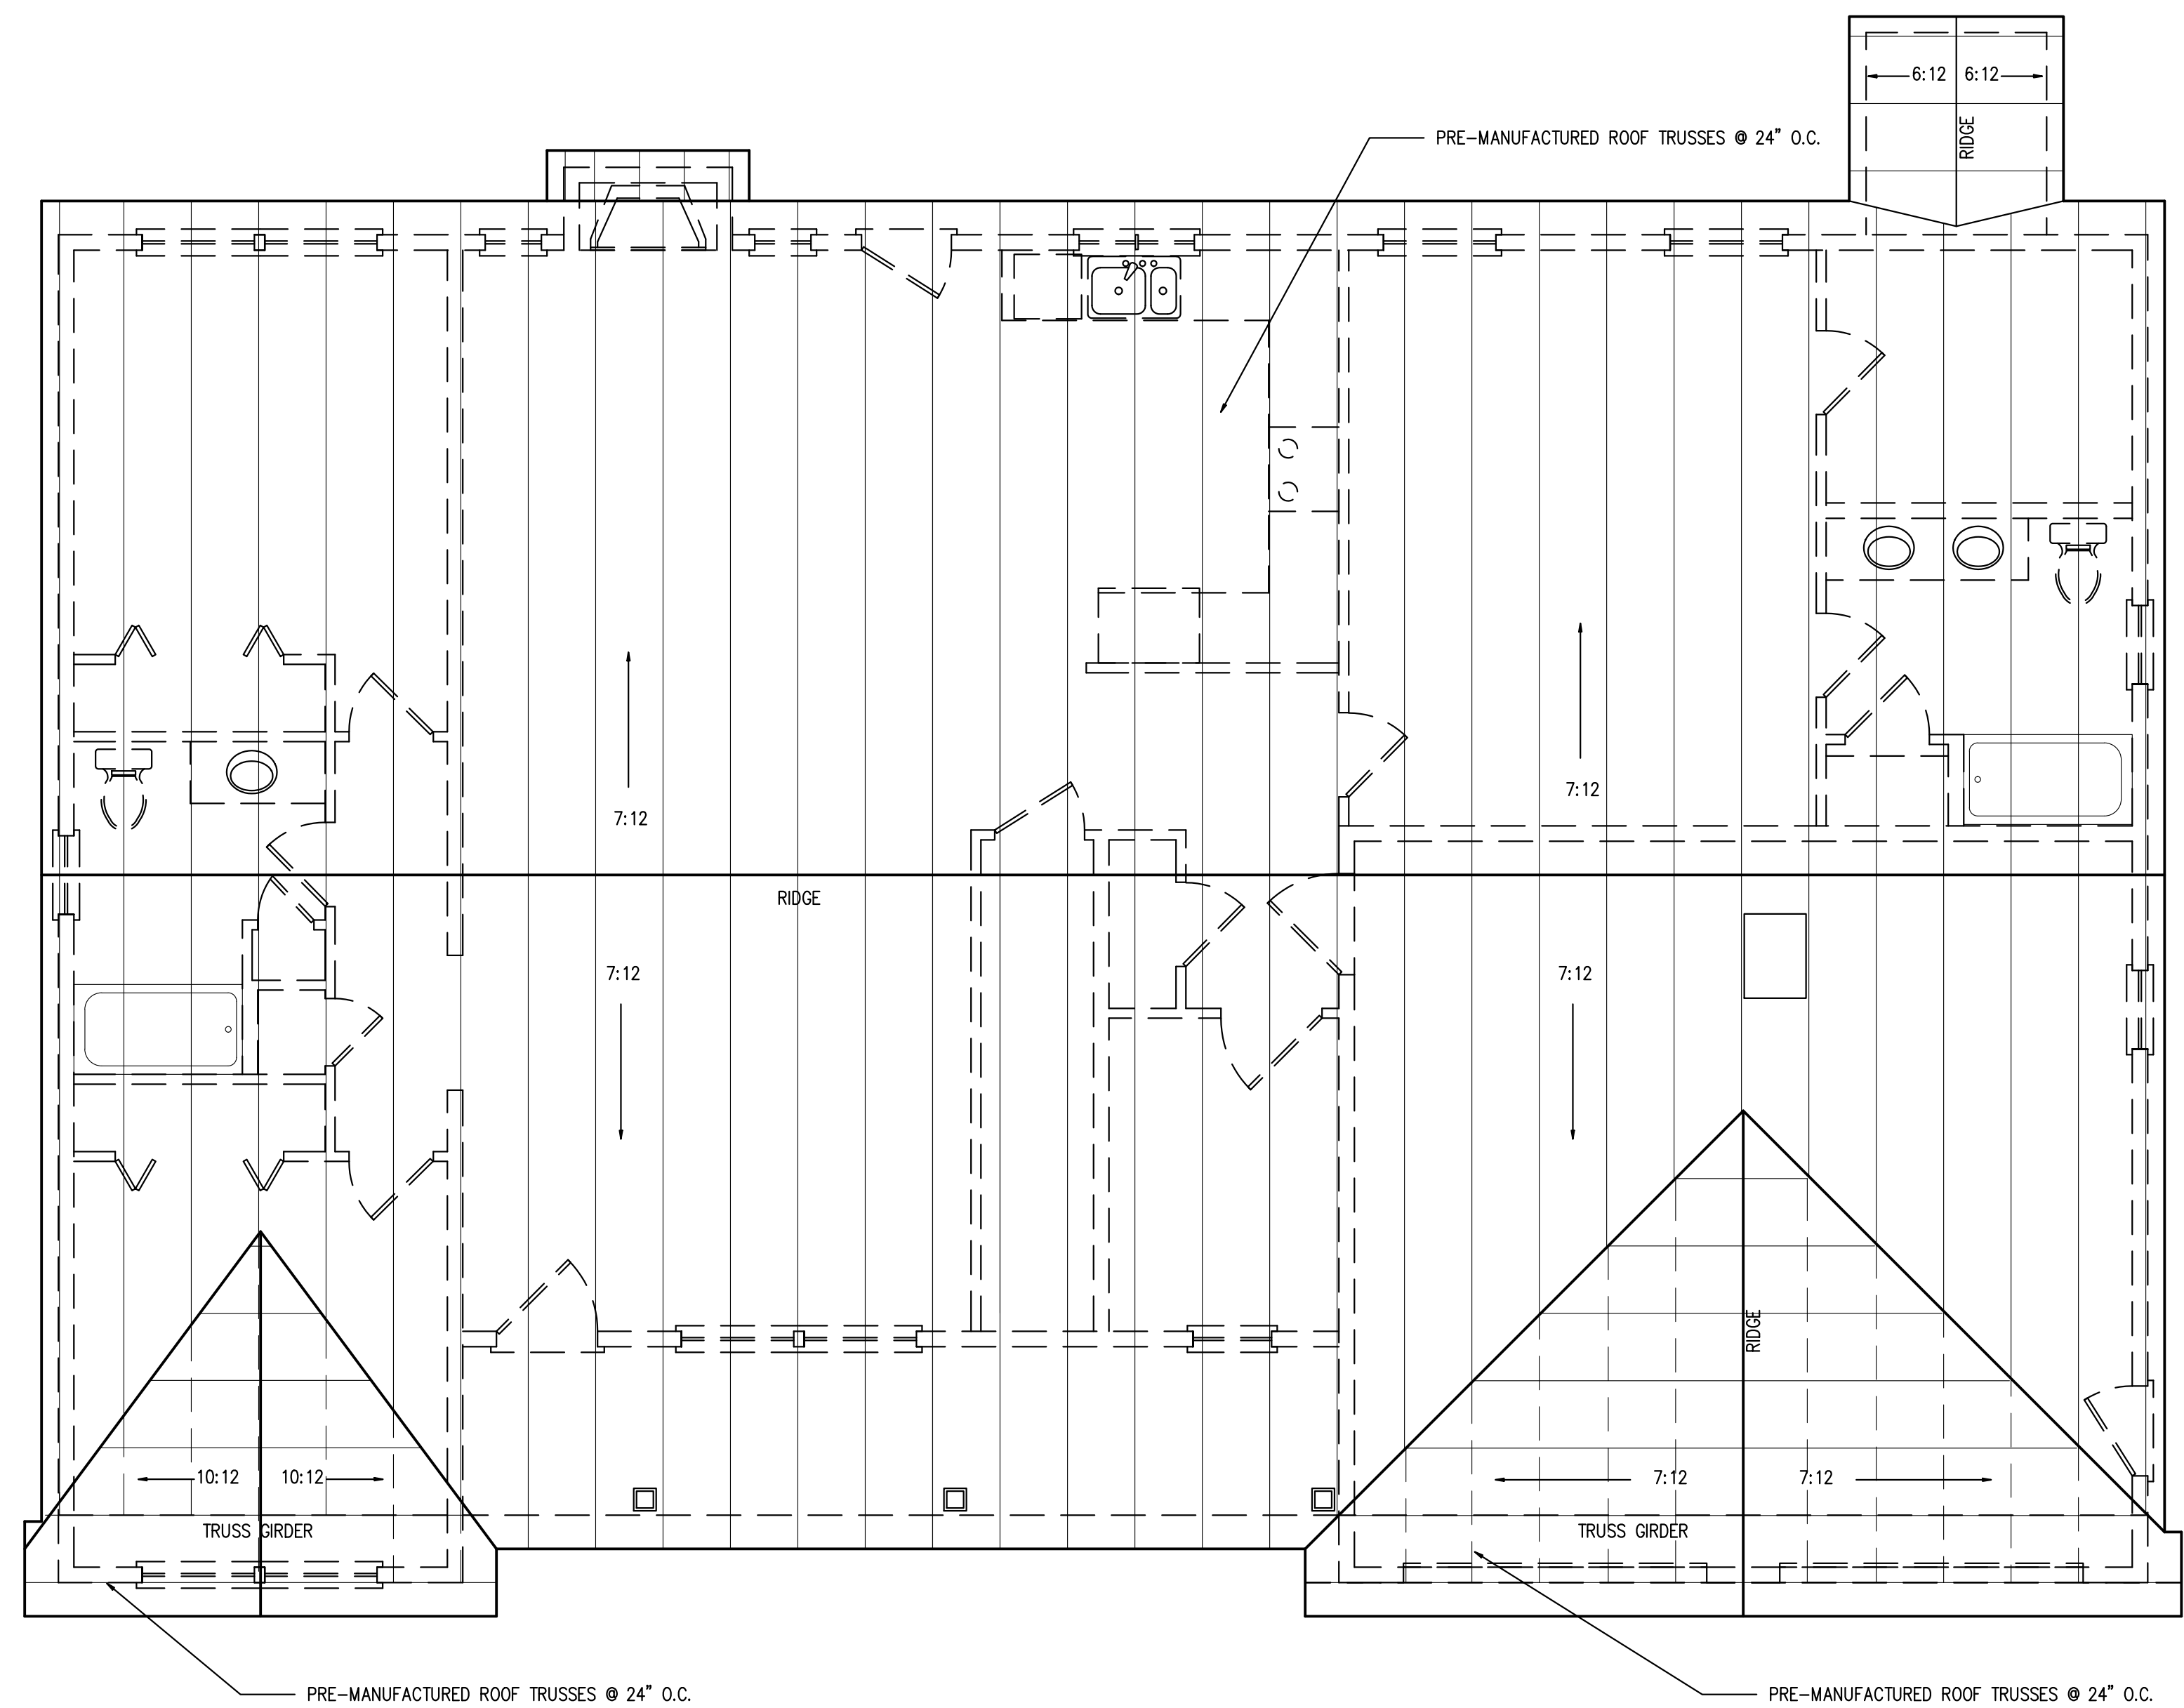 6:12 6:12
RIDGE
PRE-MANUFACTURED ROOF TRUSSES @ 24" O.C.
7:12
7:12
RIDGE
7:12
7:12
RIDGE
10:12 10:12
7:12 7:12
TRUSS GIRDER
TRUSS GIRDER
PRE-MANUFACTURED ROOF TRUSSES @ 24" O.C.
PRE-MANUFACTURED ROOF TRUSSES @ 24" O.C.